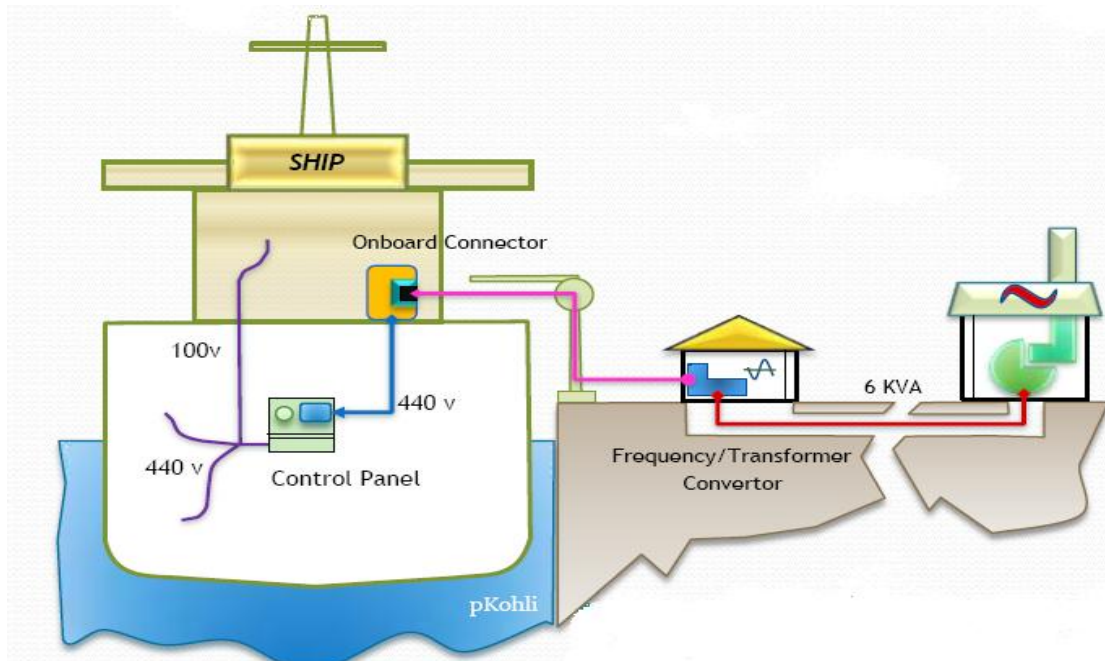 SHIP
Onboard Connector
100v
440 v
6 KVA
440 v
Control Panel
Frequency/Transformer
Convertor
pKohli